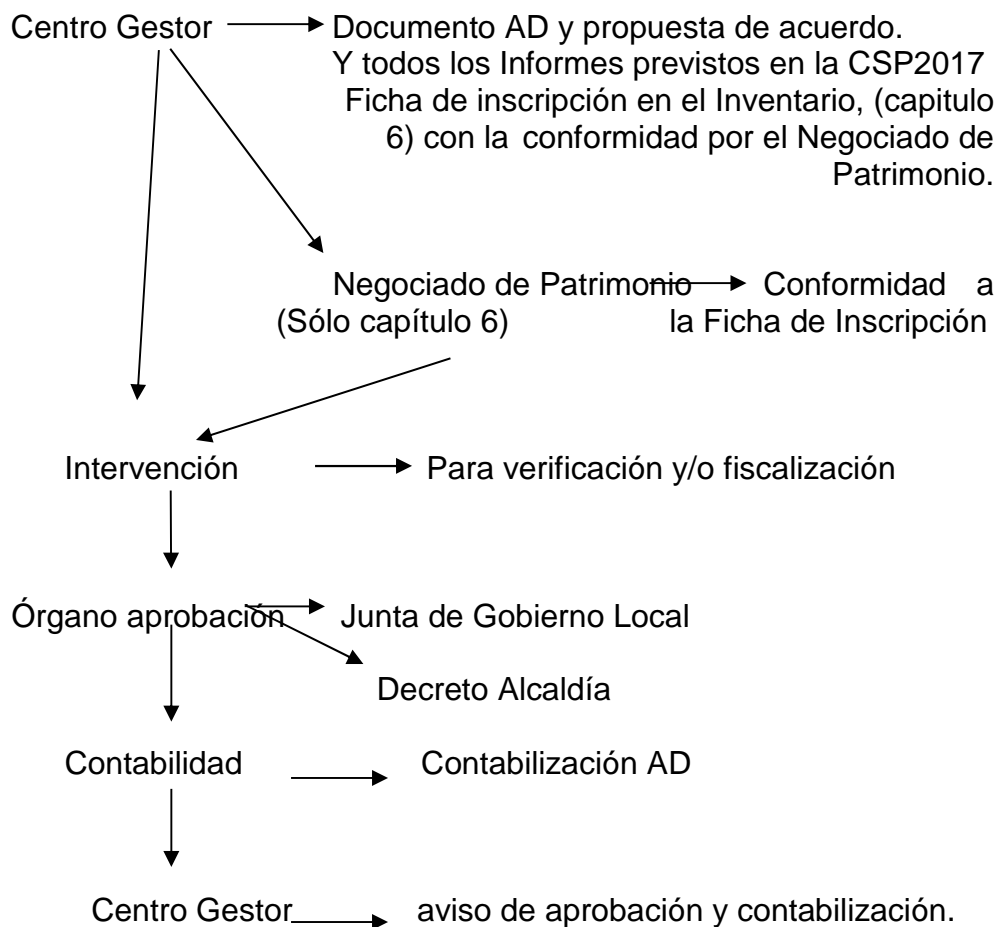 Centro Gestor Documento AD y propuesta de acuerdo.
Y todos los Informes previstos en la CSP2017
Ficha de inscripción en el Inventario, (capitulo
6) con la conformidad por el Negociado de
Patrimonio.
Negociado de Patrimonio Conformidad a
(Sólo capítulo 6) la Ficha de Inscripción
Intervención Para verificación y/o fiscalización
Órgano aprobación Junta de Gobierno Local
Decreto Alcaldía
Contabilidad Contabilización AD
Centro Gestor aviso de aprobación y contabilización.